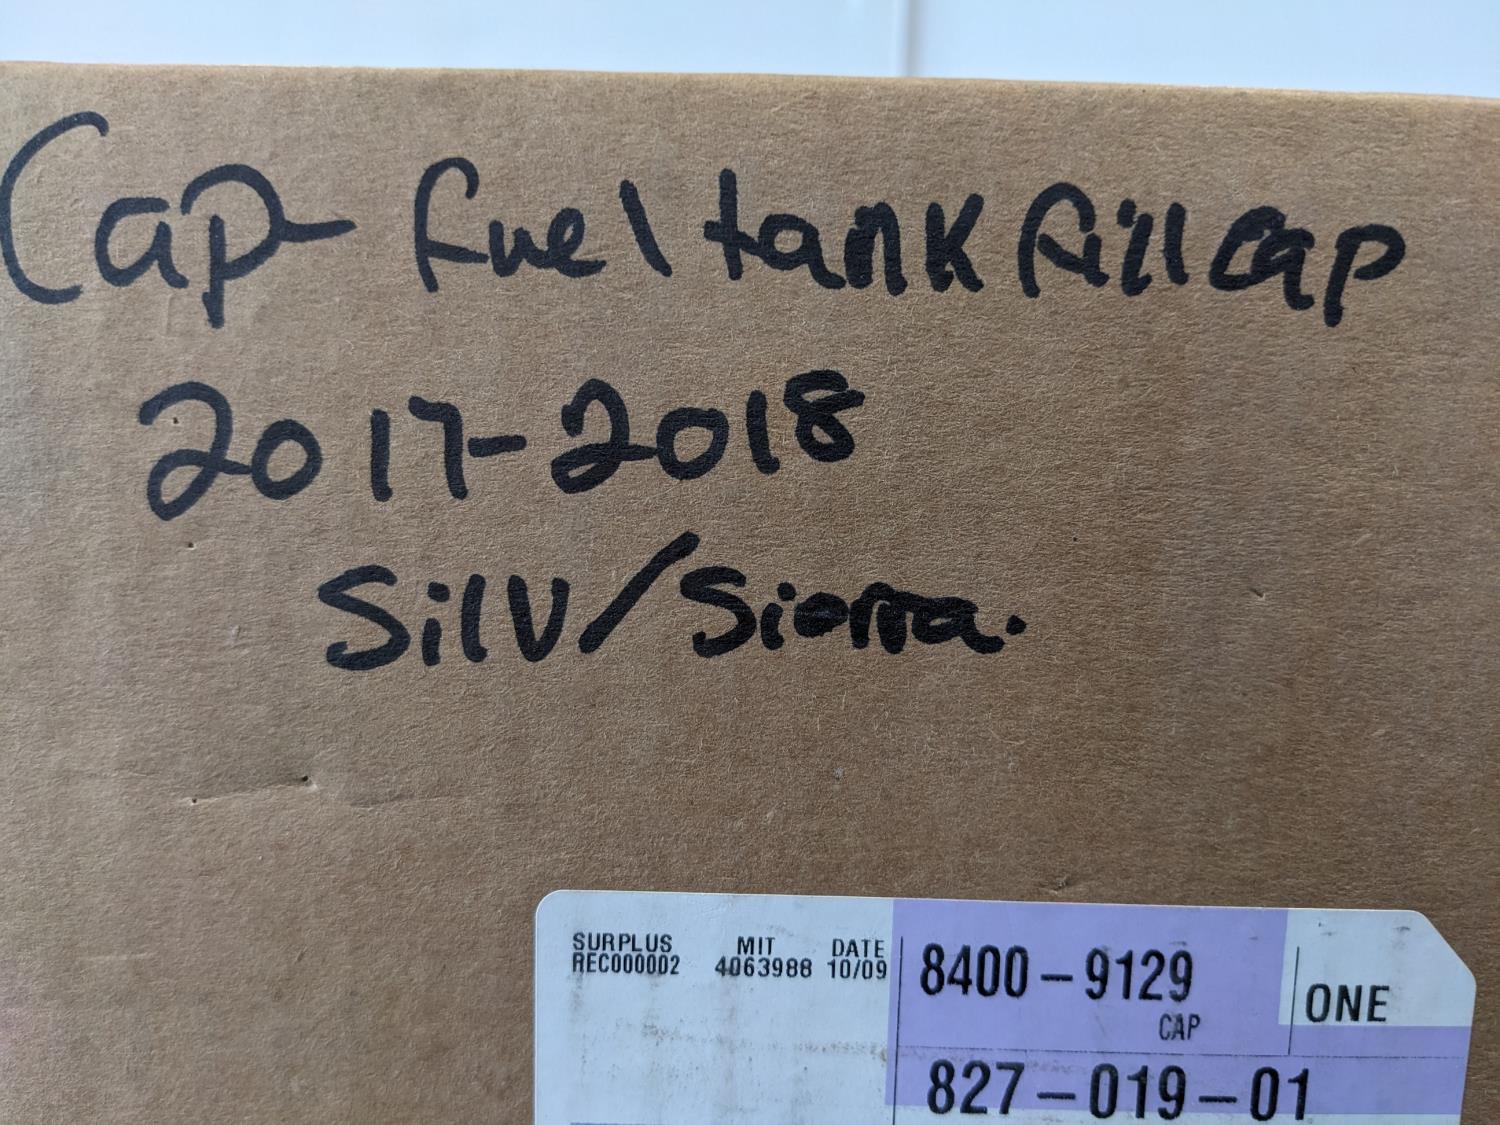 Cap- fuel tank fill cap
2017-2018
Silv/Sierra.
SURPLUS MIT DATE
REC000002 4063988 10/09
8400-9129
CAP
ONE
827-019-01